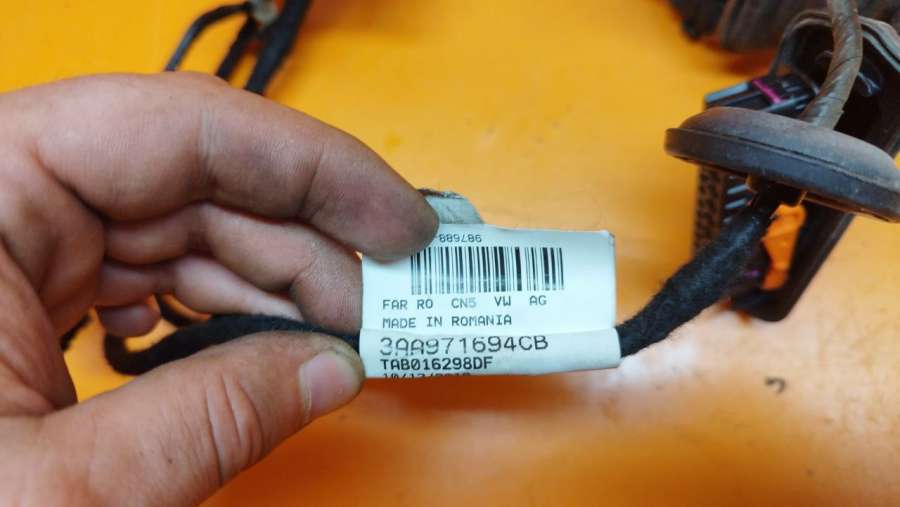 FAR RO CN5 VW AG
MADE IN ROMANIA
3AA971694CB
TAB016298DF